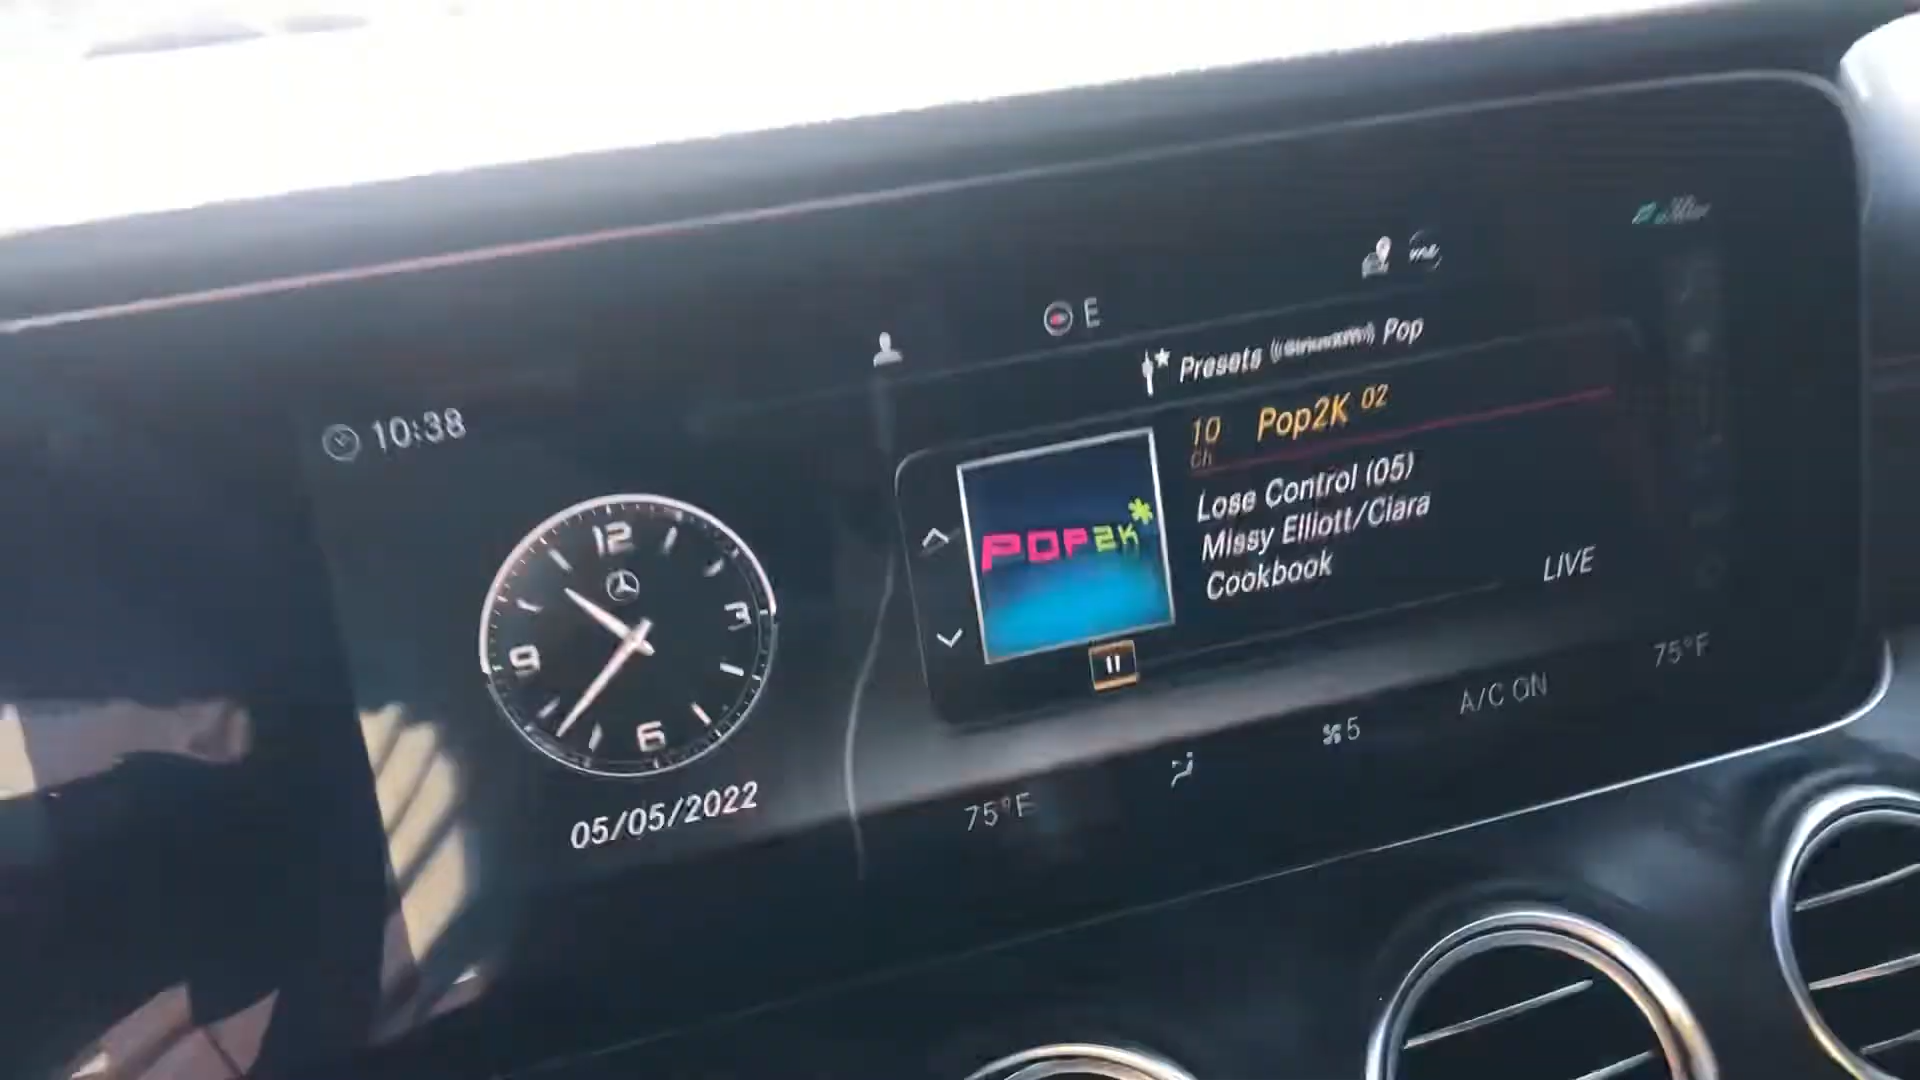 10:38
E
me
Presets ((SiriusXM)) Pop
10 Pop2K 02
Ch
POP2K*
Lose Control (05)
Missy Elliott/Ciara
Cookbook
LIVE
12
3
9
6
05/05/2022
75°F
5
A/C ON
75°F